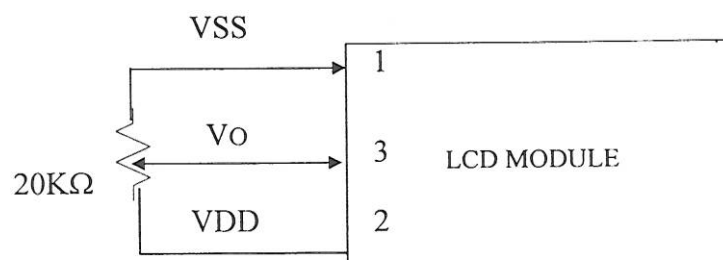 VSS
1
Vo
3
LCD MODULE
20KΩ
VDD
2